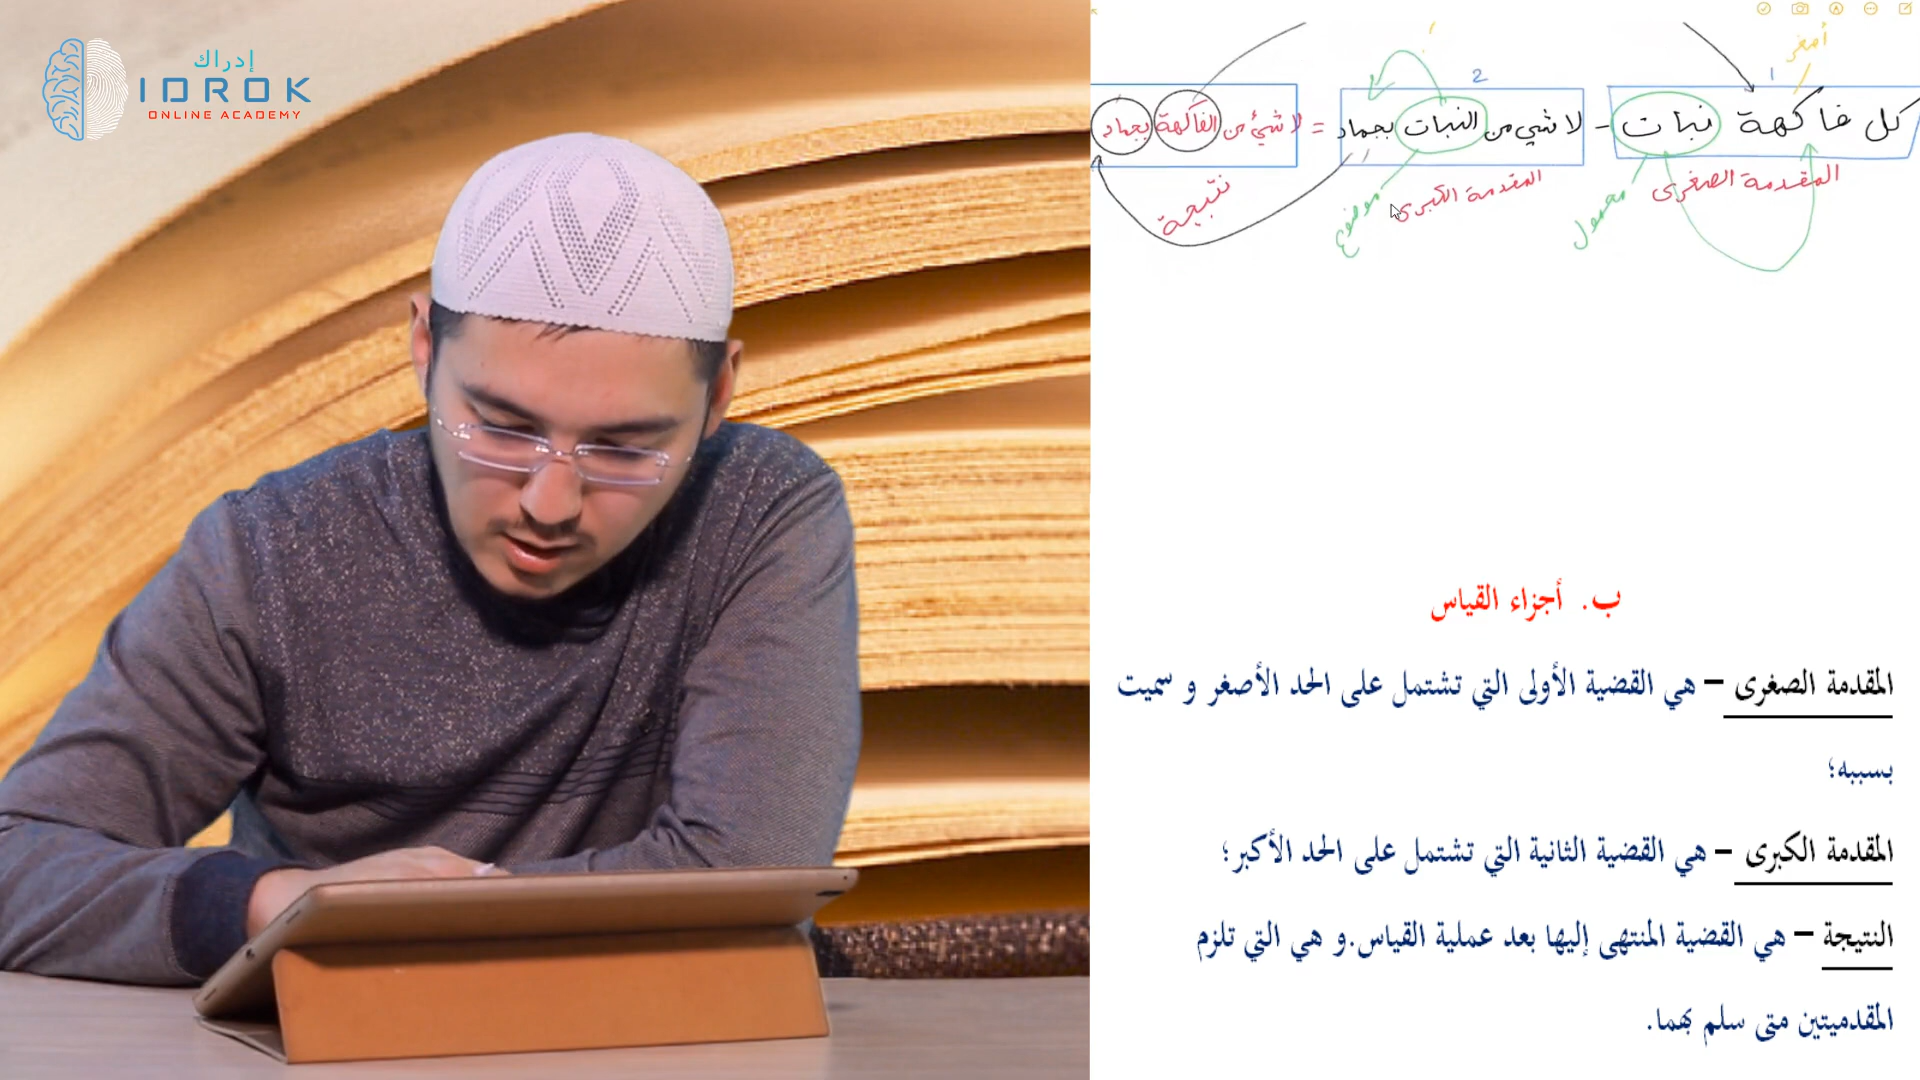 إدراك
IDROK
ONLINE ACADEMY
أصغر
1
2
كل فاكهة نبات - لا شيء من النبات بجماد = لا شيء من الفاكهة بجماد
المقدمة الصغرى
المقدمة الكبرى
نتيجة
محمول
موضوع
ب. أجزاء القياس
المقدمة الصغرى – هي القضية الأولى التي تشتمل على الحد الأصغر و سميت
بسببه؛
المقدمة الكبرى – هي القضية الثانية التي تشتمل على الحد الأكبر؛
النتيجة – هي القضية المنتهى إليها بعد عملية القياس.و هي التي تلزم
المقدميتين متى سلم بهما.